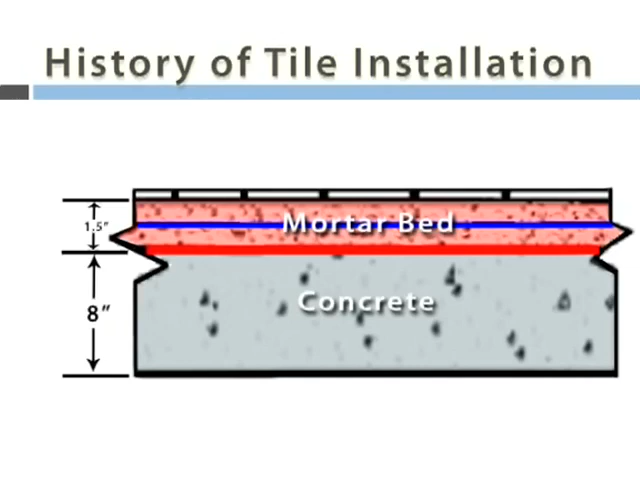 History of Tile Installation
1.5"
Mortar Bed
Concrete
8"